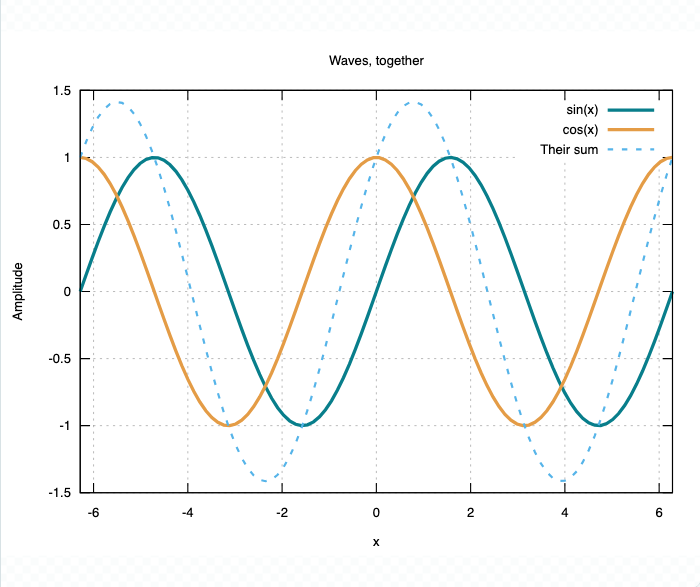 Waves, together
1.5
sin(x)
cos(x)
1
Their sum
0.5
Amplitude
0
-0.5
-1
-1.5
-6 -4 -2 0 2 4 6
x